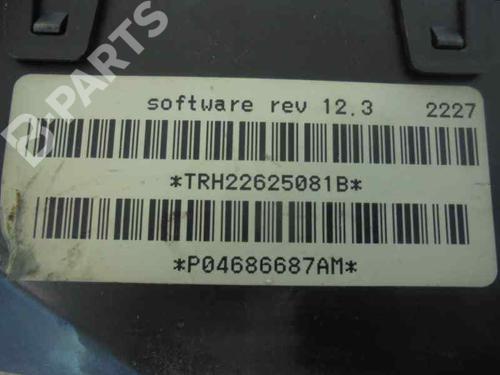 B-PARTS
software rev 12.3 2227
*TRH22625081B*
*P04686687AM*